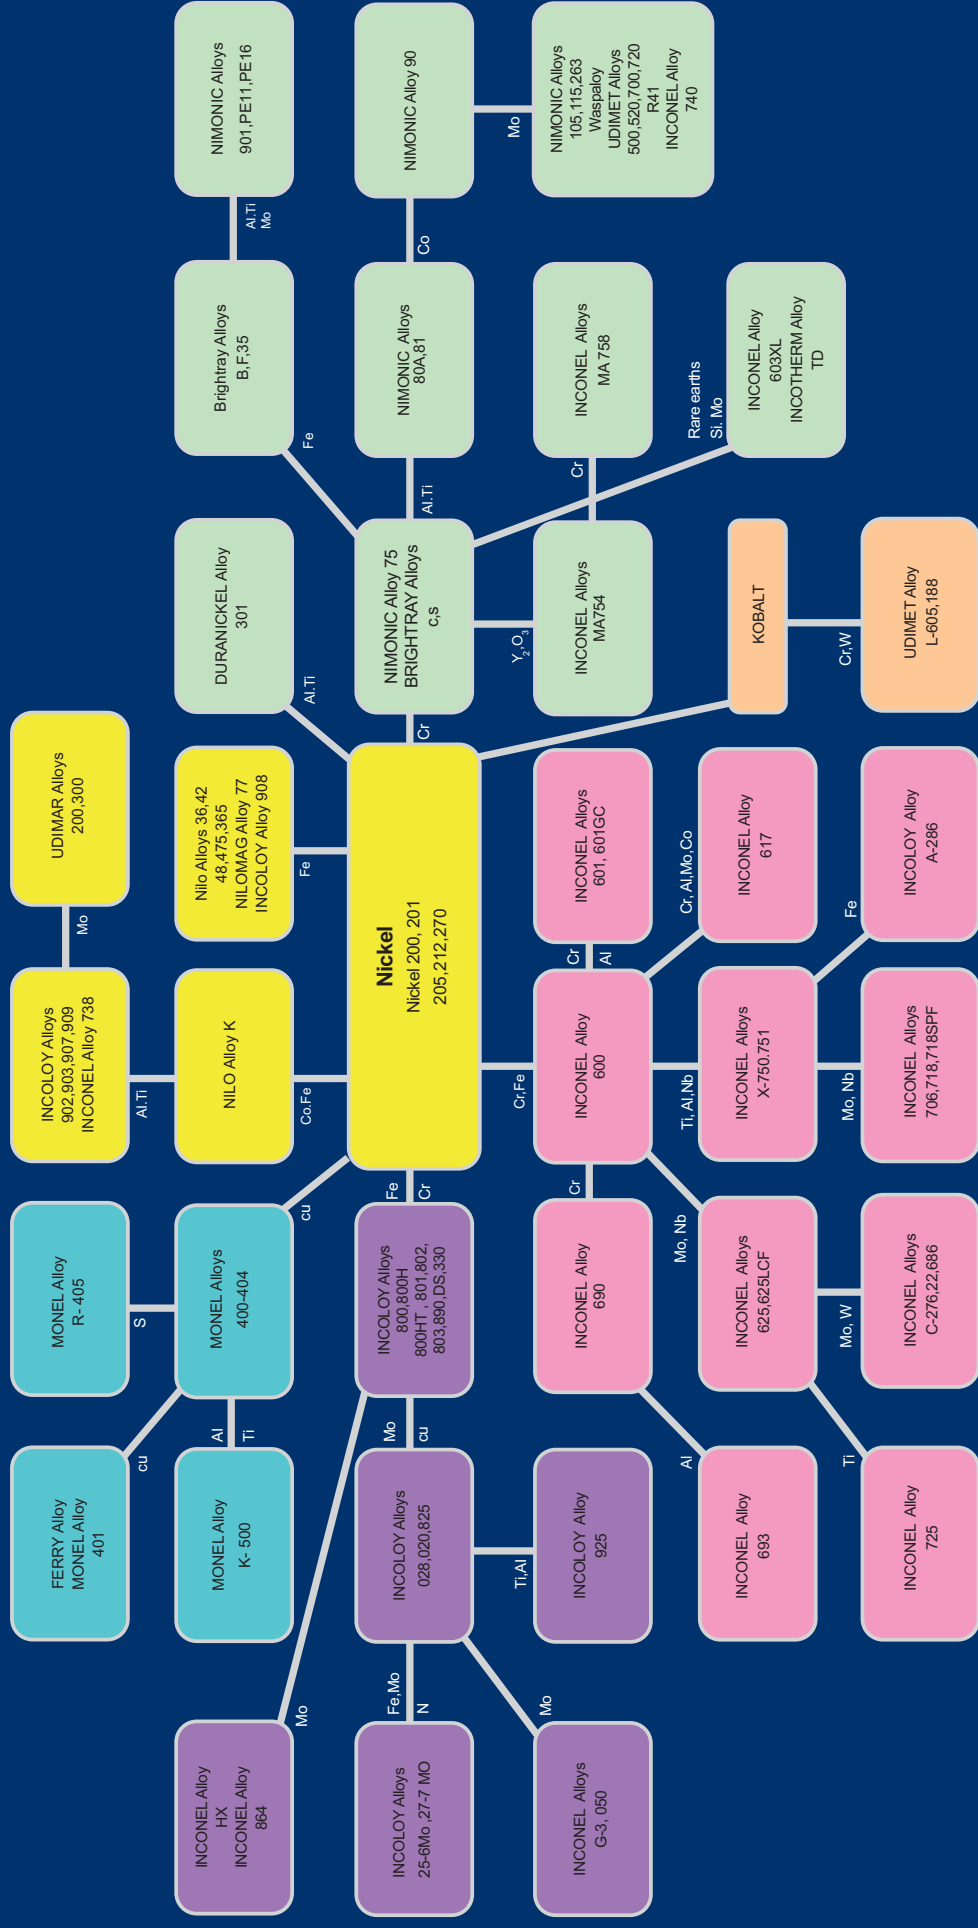 FERRY Alloy
MONEL Alloy
401
MONEL Alloy
R- 405
INCOLOY Alloys
902,903,907,909
INCONEL Alloy 738
Mo
UDIMAR Alloys
200,300
cu
S
Al.Ti
INCONEL Alloy
HX
INCONEL Alloy
864
MONEL Alloy
K- 500
Al
Ti
MONEL Alloys
400-404
NILO Alloy K
Nilo Alloys 36,42
48,475,365
NILOMAG Alloy 77
INCOLOY Alloy 908
DURANICKEL Alloy
301
Brightray Alloys
B,F,35
Al.Ti
Mo
NIMONIC Alloys
901,PE11,PE16
Mo
cu
Co.Fe
Fe
Al.Ti
Fe
INCOLOY Alloys
25-6Mo ,27-7 MO
Fe,Mo
N
INCOLOY Alloys
028,020,825
Mo
cu
INCOLOY Alloys
800,800H
800HT , 801,802,
803,890,DS,330
Fe
Cr
Nickel
Nickel 200, 201
205,212,270
Cr
NIMONIC Alloy 75
BRIGHTRAY Alloys
c,s
Al.Ti
NIMONIC Alloys
80A,81
Co
NIMONIC Alloy 90
Mo
Ti,Al
Cr,Fe
Y2,O3
Mo
INCONEL Alloys
G-3, 050
INCOLOY Alloy
925
INCONEL Alloy
690
Cr
INCONEL Alloy
600
Cr
Al
INCONEL Alloys
601, 601GC
INCONEL Alloys
MA754
Cr
INCONEL Alloys
MA 758
NIMONIC Alloys
105,115,263
Waspaloy
UDIMET Alloys
500,520,700,720
R41
INCONEL Alloy
740
Al
Mo, Nb
Ti, Al,Nb
Cr, Al,Mo,Co
Rare earths
Si. Mo
INCONEL Alloy
693
INCONEL Alloys
625,625LCF
INCONEL Alloys
X-750.751
INCONEL Alloy
617
KOBALT
INCONEL Alloy
603XL
INCOTHERM Alloy
TD
Ti
Mo, W
Mo, Nb
Fe
Cr,W
INCONEL Alloy
725
INCONEL Alloys
C-276,22,686
INCONEL Alloys
706,718,718SPF
INCOLOY Alloy
A-286
UDIMET Alloy
L-605,188